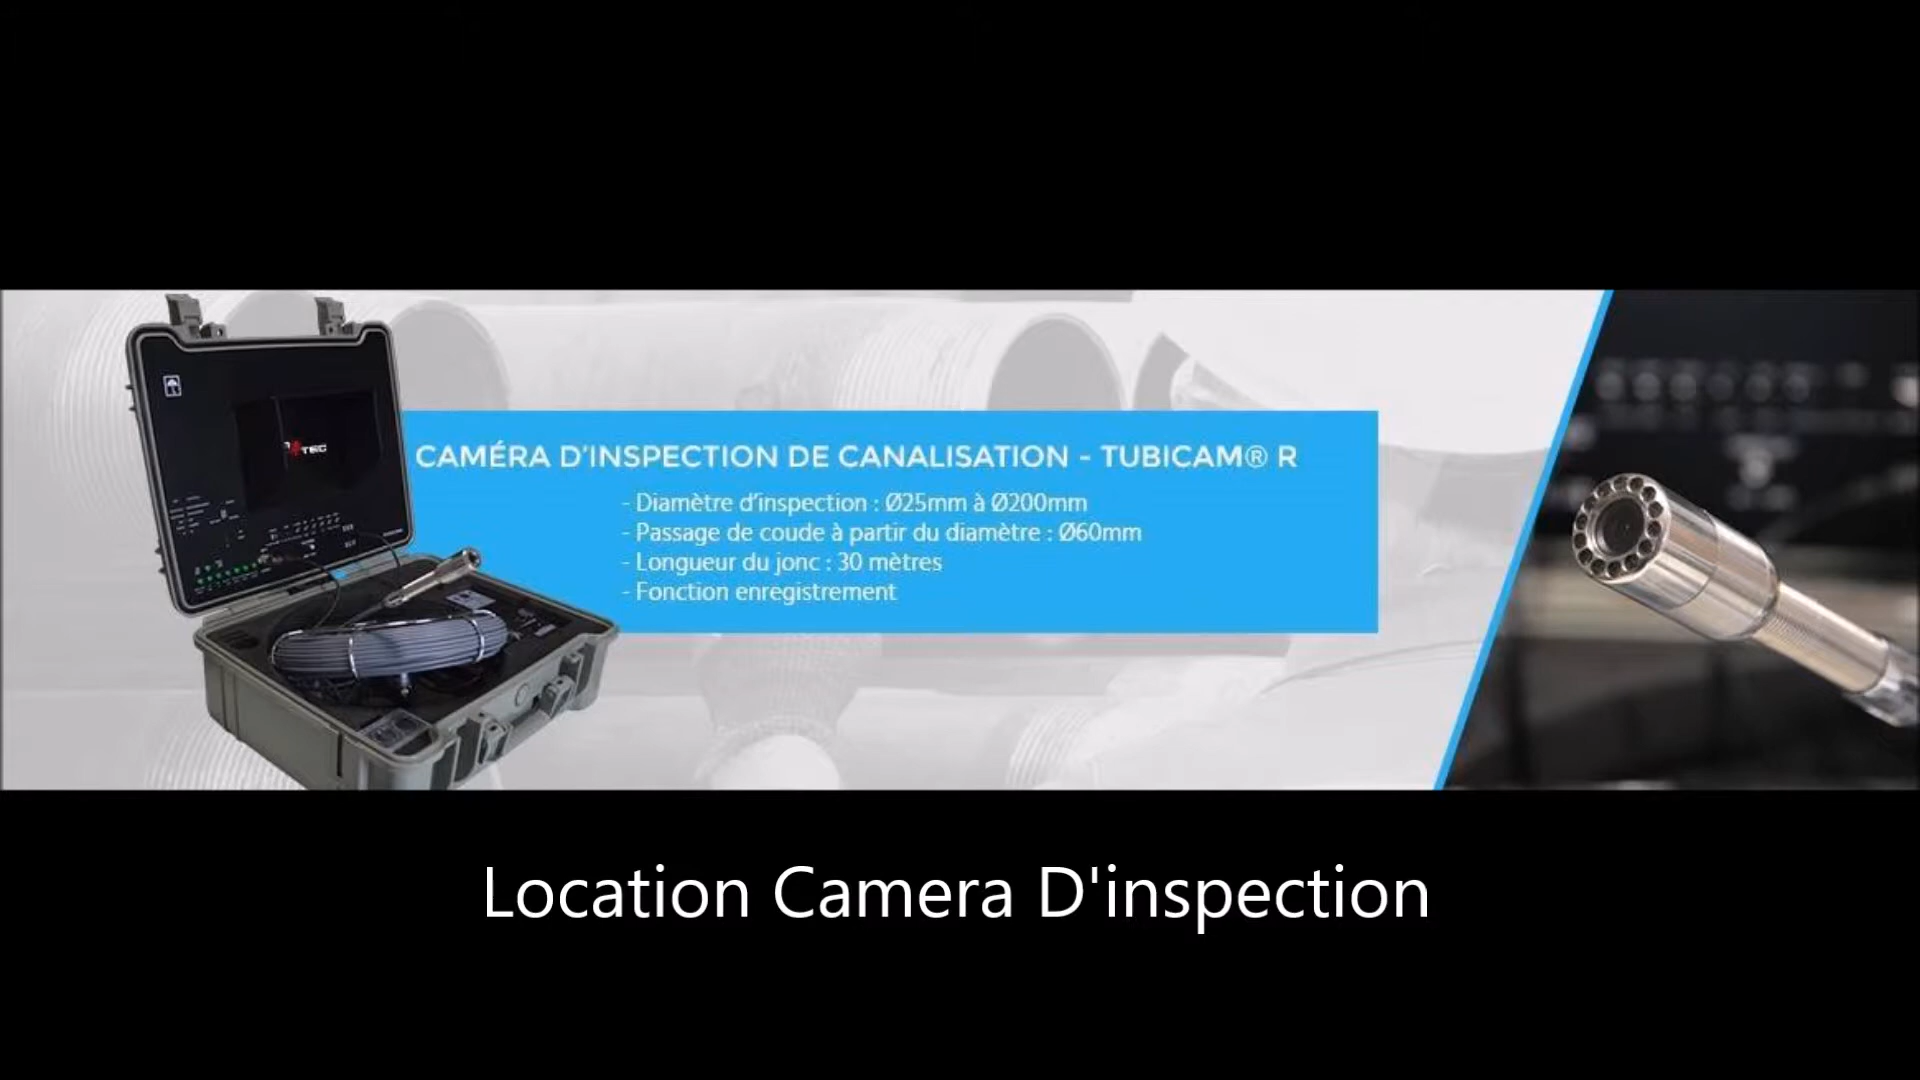 CAMÉRA D'INSPECTION DE CANALISATION - TUBICAM® R
- Diamètre d'inspection : Ø25mm à Ø200mm
- Passage de coude à partir du diamètre : Ø60mm
- Longueur du jonc : 30 mètres
- Fonction enregistrement
Location Camera D'inspection